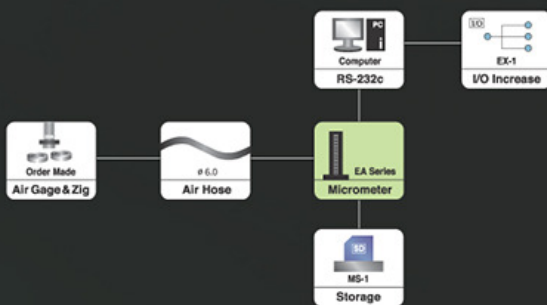 PC
Computer
RS-232c
I/O
EX-1
I/O Increase
Order Made
Air Gage & Zig
ø 6.0
Air Hose
EA Series
Micrometer
SD
MS-1
Storage